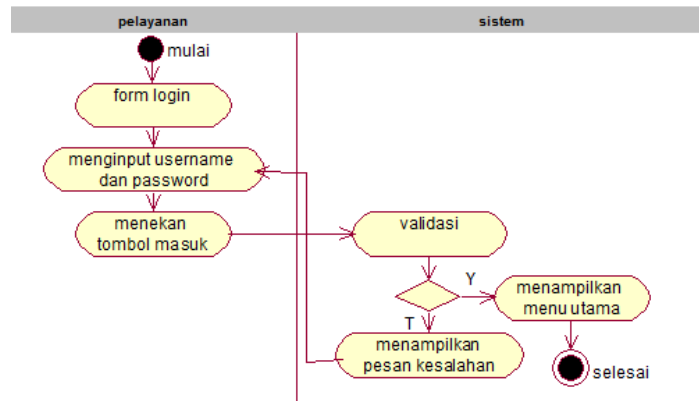 pelayanan
sistem
mulai
form login
menginput username
dan password
menekan
tombol masuk
validasi
Y
menampilkan
menu utama
T
menampilkan
pesan kesalahan
selesai